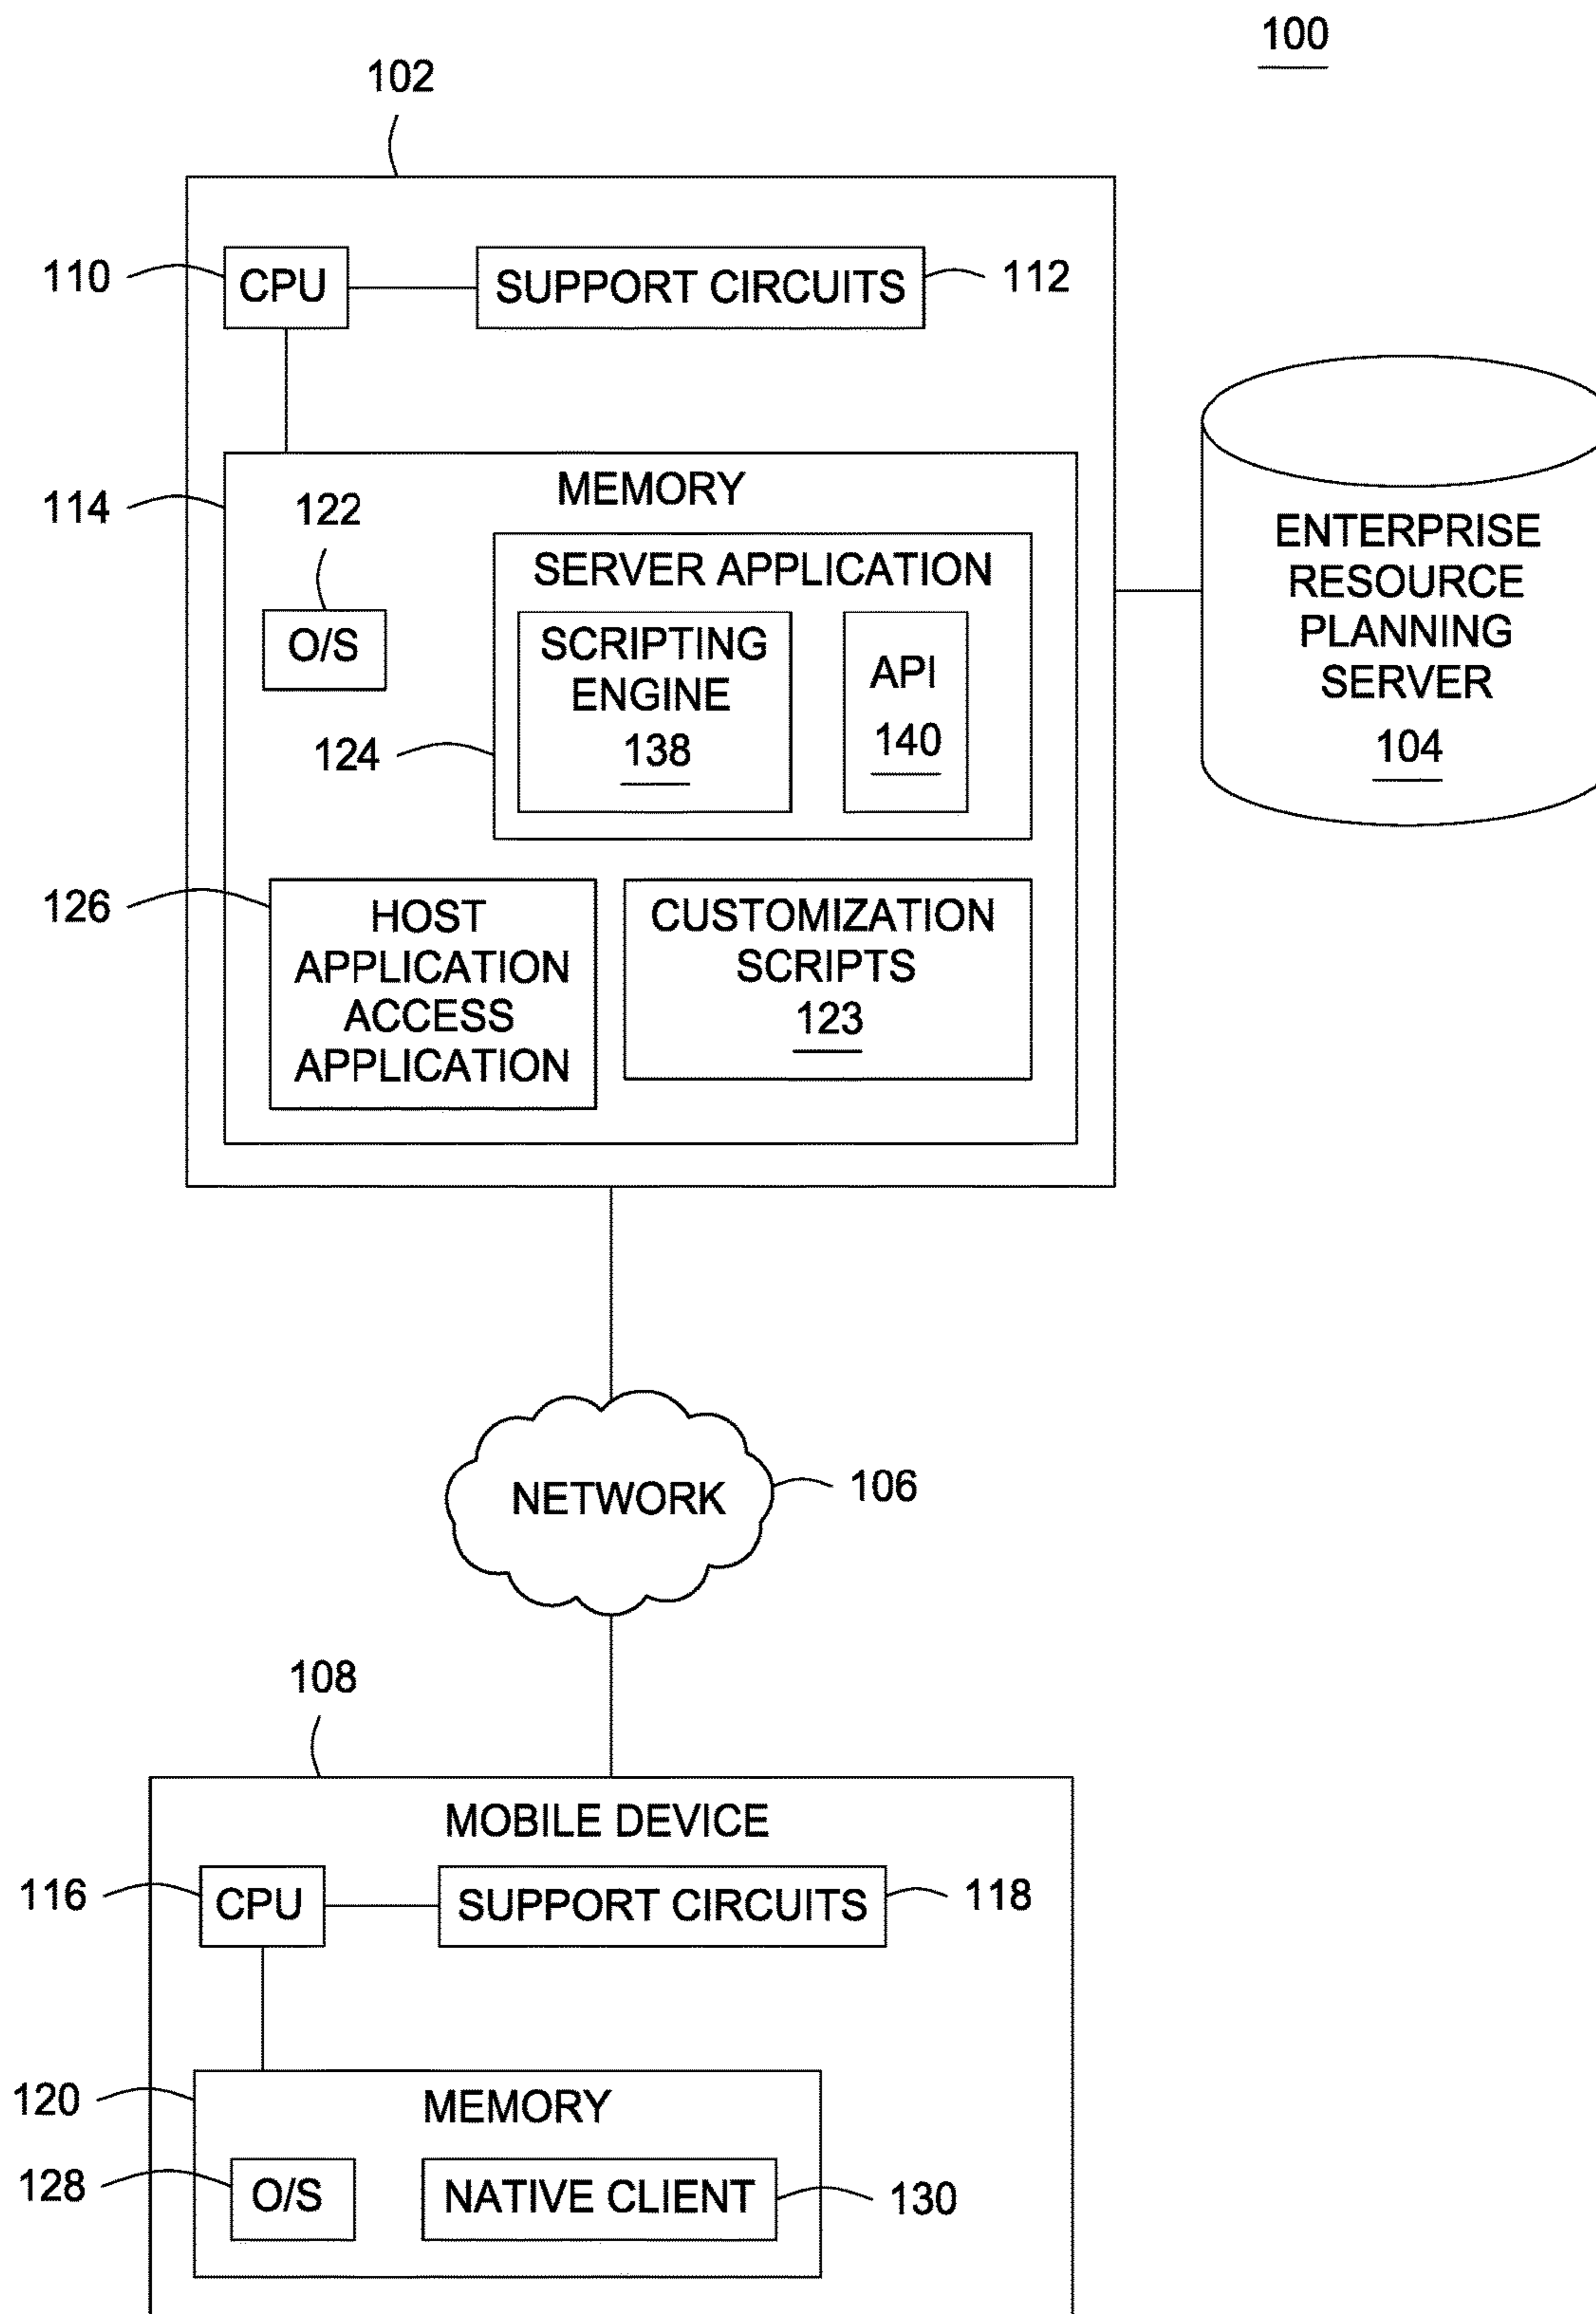 100
102
110
CPU
SUPPORT CIRCUITS
112
114
MEMORY
122
O/S
SERVER APPLICATION
SCRIPTING
ENGINE
138
API
140
124
ENTERPRISE
RESOURCE
PLANNING
SERVER
104
126
HOST
APPLICATION
ACCESS
APPLICATION
CUSTOMIZATION
SCRIPTS
123
NETWORK
106
108
MOBILE DEVICE
116
CPU
SUPPORT CIRCUITS
118
120
MEMORY
128
O/S
NATIVE CLIENT
130